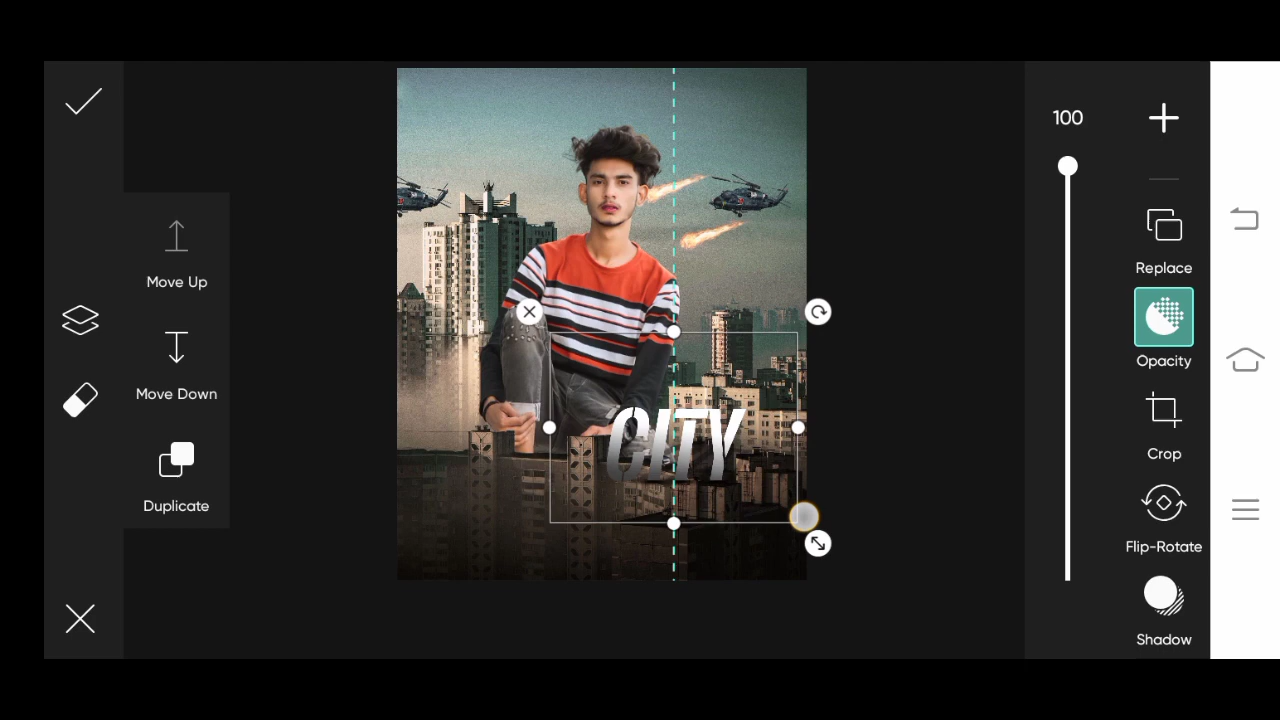 100
Move Up
Replace
Opacity
Move Down
CITY
Crop
Duplicate
Flip-Rotate
Shadow